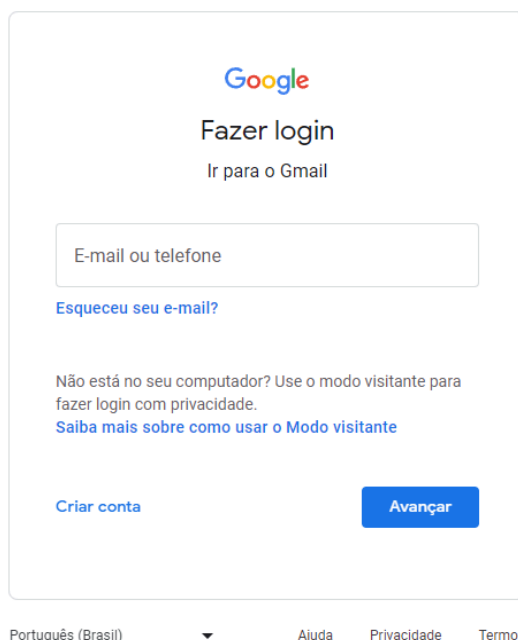 Google
Fazer login
Ir para o Gmail
E-mail ou telefone
Esqueceu seu e-mail?
Não está no seu computador? Use o modo visitante para
fazer login com privacidade.
Saiba mais sobre como usar o Modo visitante
Criar conta
Avançar
Português (Brasil)
Ajuda
Privacidade
Termo